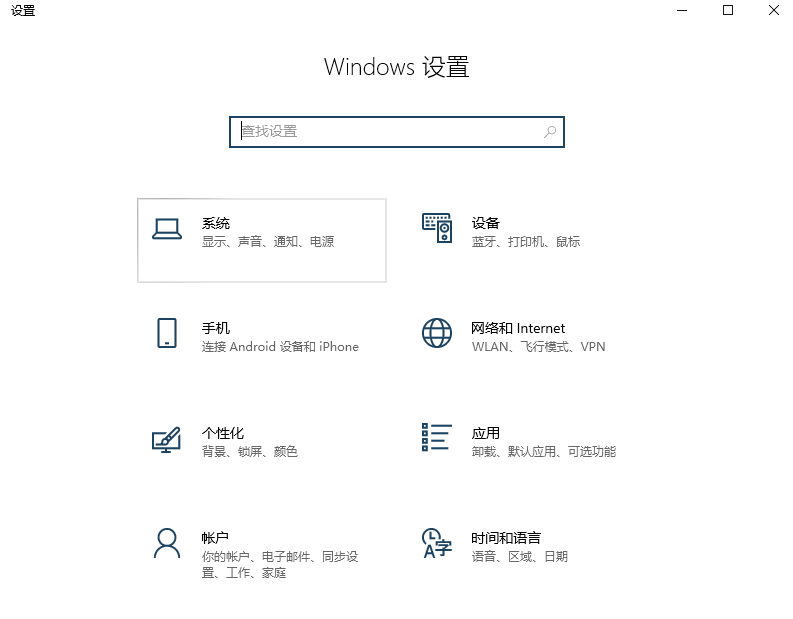 设置
Windows 设置
查找设置
系统
显示、声音、通知、电源
设备
蓝牙、打印机、鼠标
手机
连接 Android 设备和 iPhone
网络和 Internet
WLAN、飞行模式、VPN
个性化
背景、锁屏、颜色
应用
卸载、默认应用、可选功能
帐户
你的帐户、电子邮件、同步设
置、工作、家庭
时间和语言
语音、区域、日期